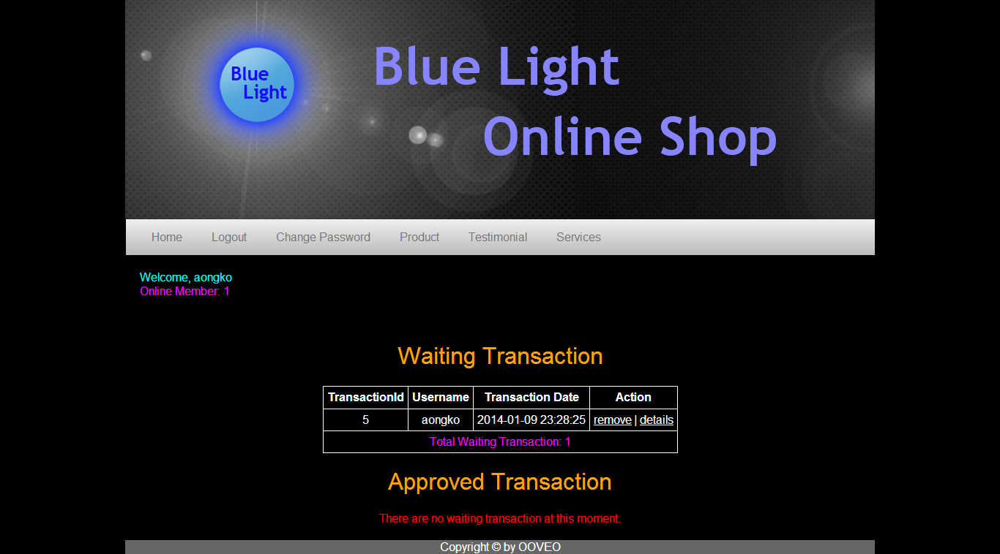 Blue
Light
Blue Light
Online Shop
Home Logout Change Password Product Testimonial Services
Welcome, aongko
Online Member: 1
Waiting Transaction
TransactionId Username Transaction Date Action
5 aongko 2014-01-09 23:28:25 remove | details
Total Waiting Transaction: 1
Approved Transaction
There are no waiting transaction at this moment.
Copyright © by OOVEO